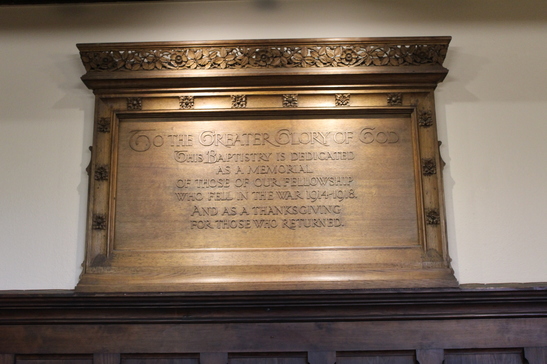 To the Greater Glory of God
This Baptistry is dedicated
as a memorial
of those of our fellowship
who fell in the war 1914-1918.
and as a thanksgiving
for those who returned.